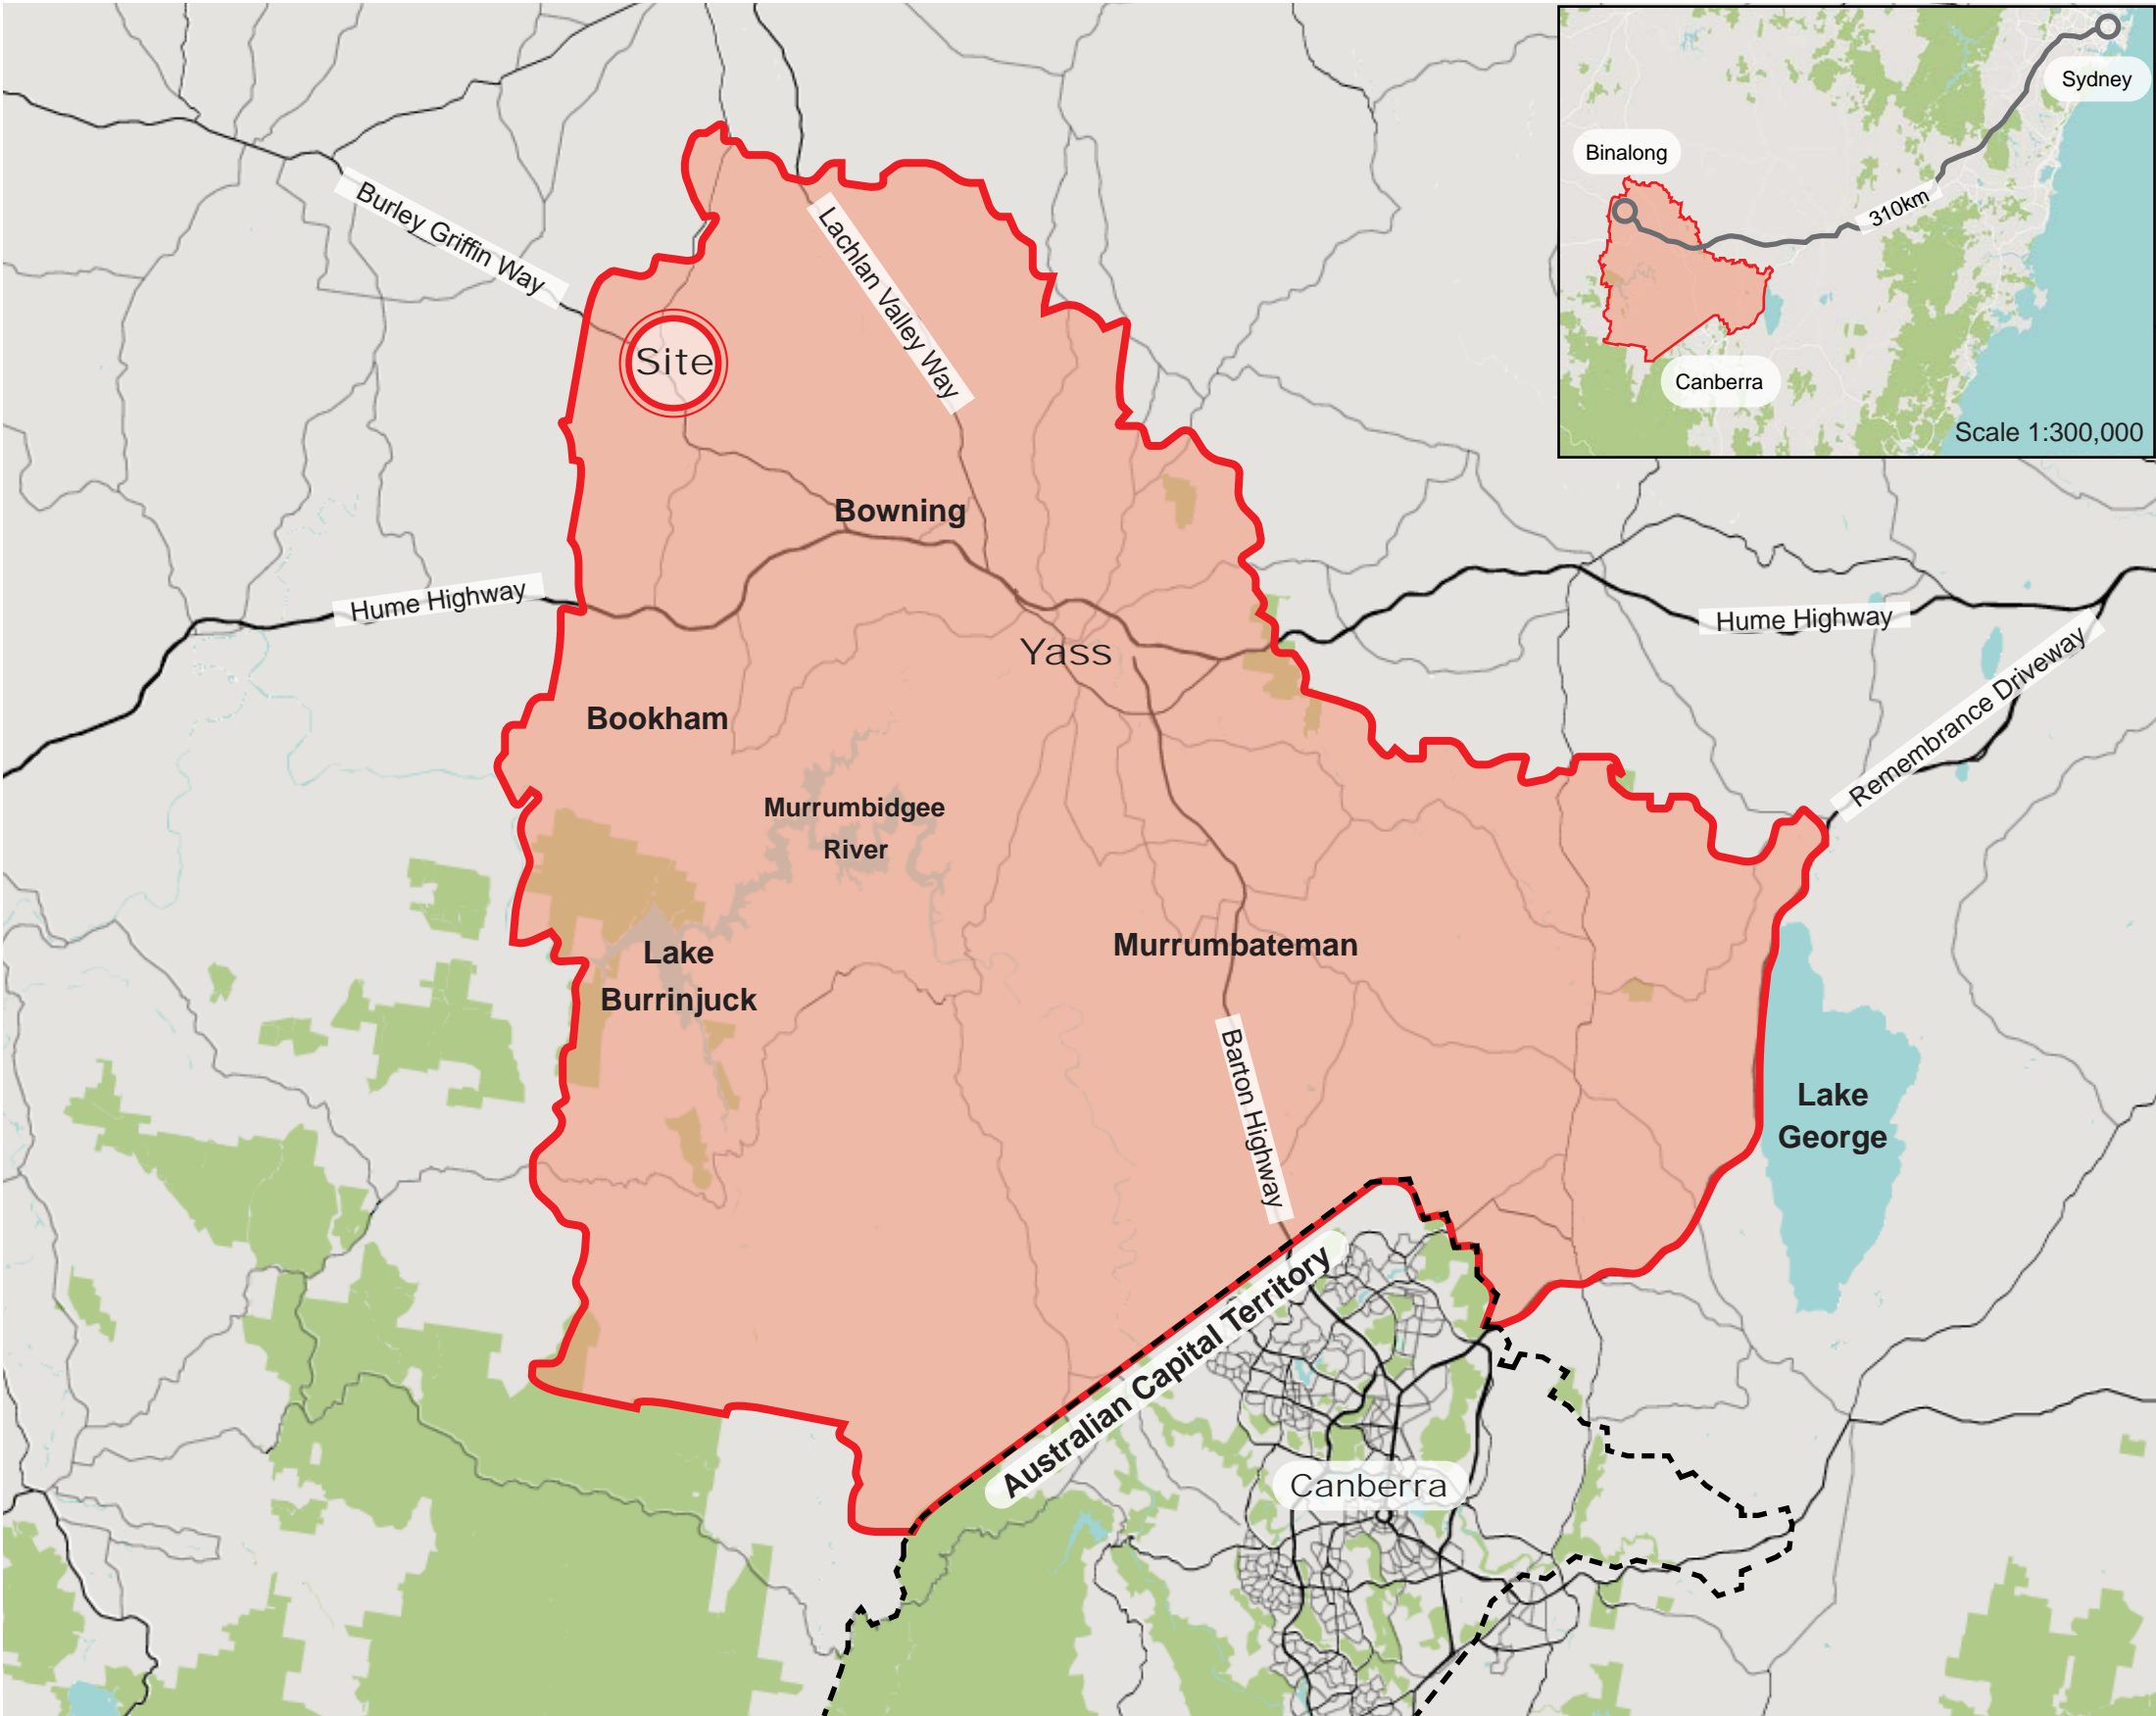 Sydney
Binalong
310km
Canberra
Scale 1:300,000
Burley Griffin Way
Lachlan Valley Way
Site
Bowning
Hume Highway
Hume Highway
Yass
Remembrance Driveway
Bookham
Murrumbidgee
River
Murrumbateman
Lake
Burrinjuck
Barton Highway
Lake
George
Australian Capital Territory
Canberra